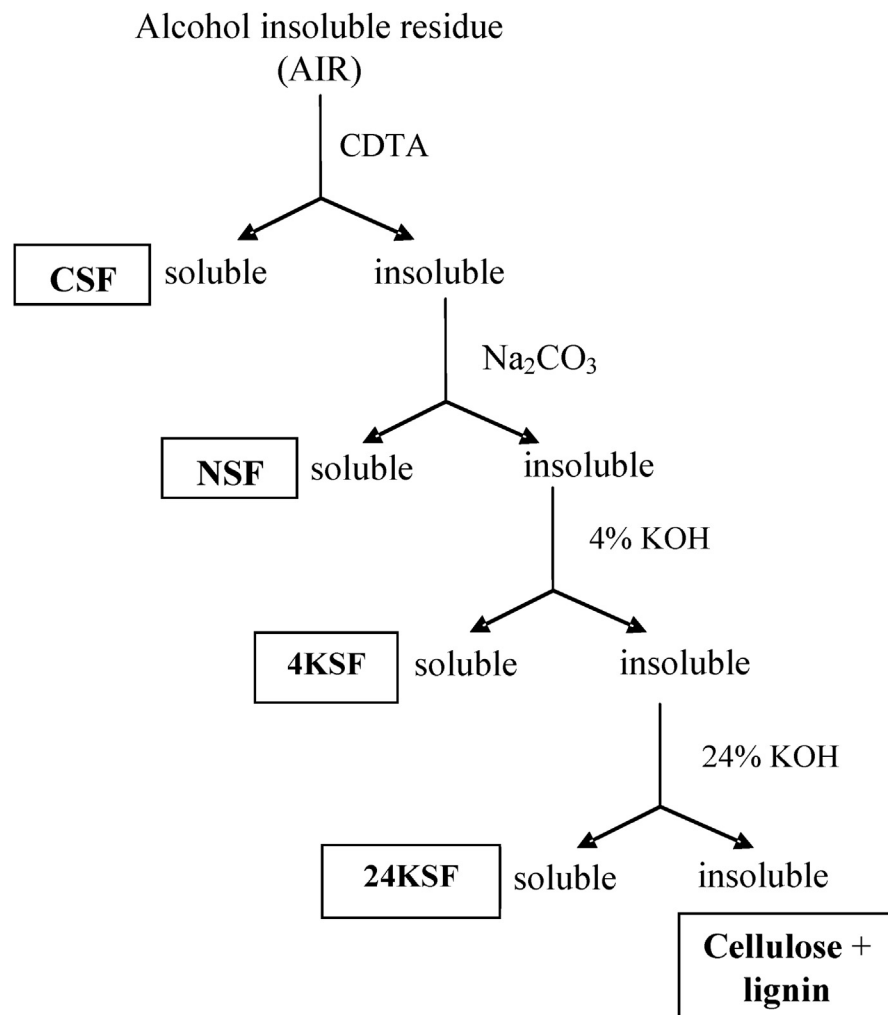 Alcohol insoluble residue
(AIR)
CDTA
CSF soluble insoluble
Na₂CO₃
NSF soluble insoluble
4% KOH
4KSF soluble insoluble
24% KOH
24KSF soluble insoluble
Cellulose +
lignin